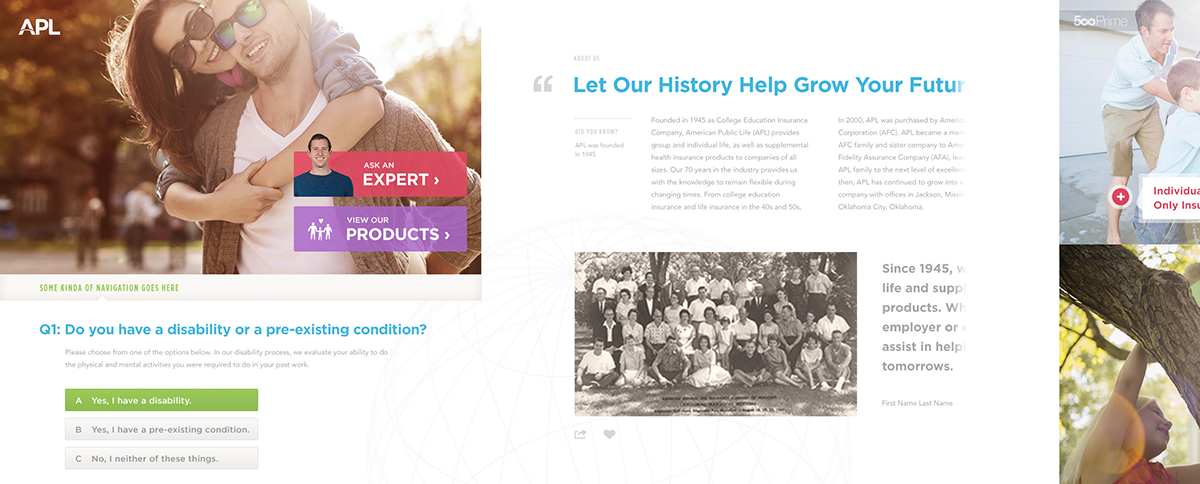 APL
ASK AN
EXPERT ›
VIEW OUR
PRODUCTS ›
SOME KINDA OF NAVIGATION GOES HERE
Q1: Do you have a disability or a pre-existing condition?
Please choose from one of the options below. In our disability process, we evaluate your ability to do
the physical and mental activities you were required to do in your past work.
A Yes, I have a disability.
B Yes, I have a pre-existing condition.
C No, I neither of these things.
ABOUT US
“
Let Our History Help Grow Your Futur
DID YOU KNOW?
APL was founded
in 1945.
Founded in 1945 as College Education Insurance
Company, American Public Life (APL) provides
group and individual life, as well as supplemental
health insurance products to companies of all
sizes. Our 70 years in the industry provides us
with the knowledge to remain flexible during
changing times. From college education
insurance and life insurance in the 40s and 50s,
In 2000, APL was purchased by Americ
Corporation (AFC). APL became a mem
AFC family and sister company to Ame
Fidelity Assurance Company (AFA), lea
APL family to the next level of excellen
then, APL has continued to grow into a
company with offices in Jackson, Missi
Oklahoma City, Oklahoma.
Since 1945, w
life and suppl
products. Wh
employer or
assist in helpi
tomorrows.
First Name Last Name
500Prime
Individua
Only Insu